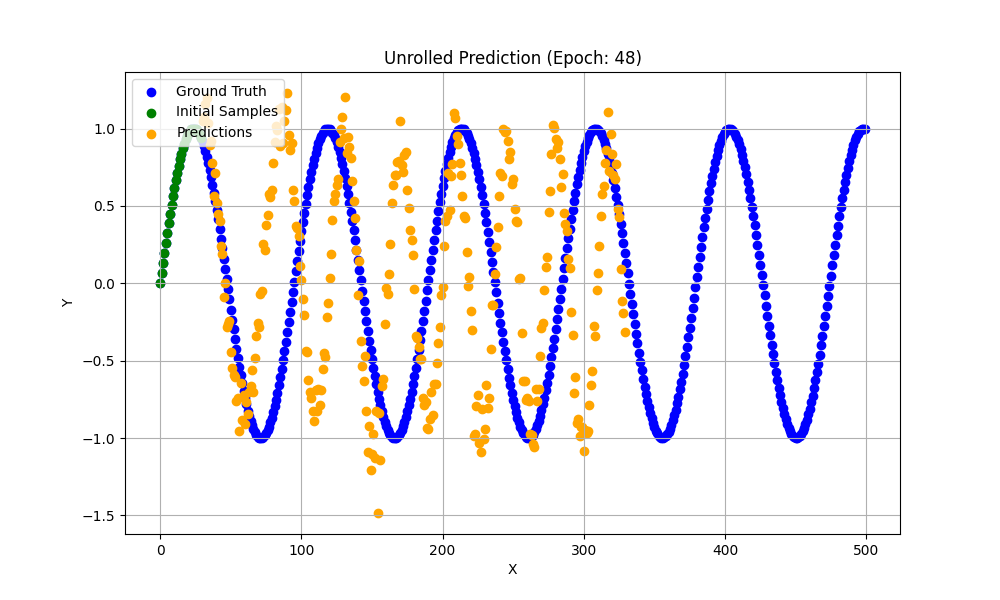 Unrolled Prediction (Epoch: 48)
Ground Truth
Initial Samples
Predictions
1.0
0.5
0.0
−0.5
−1.0
−1.5
Y
0 100 200 300 400 500
X